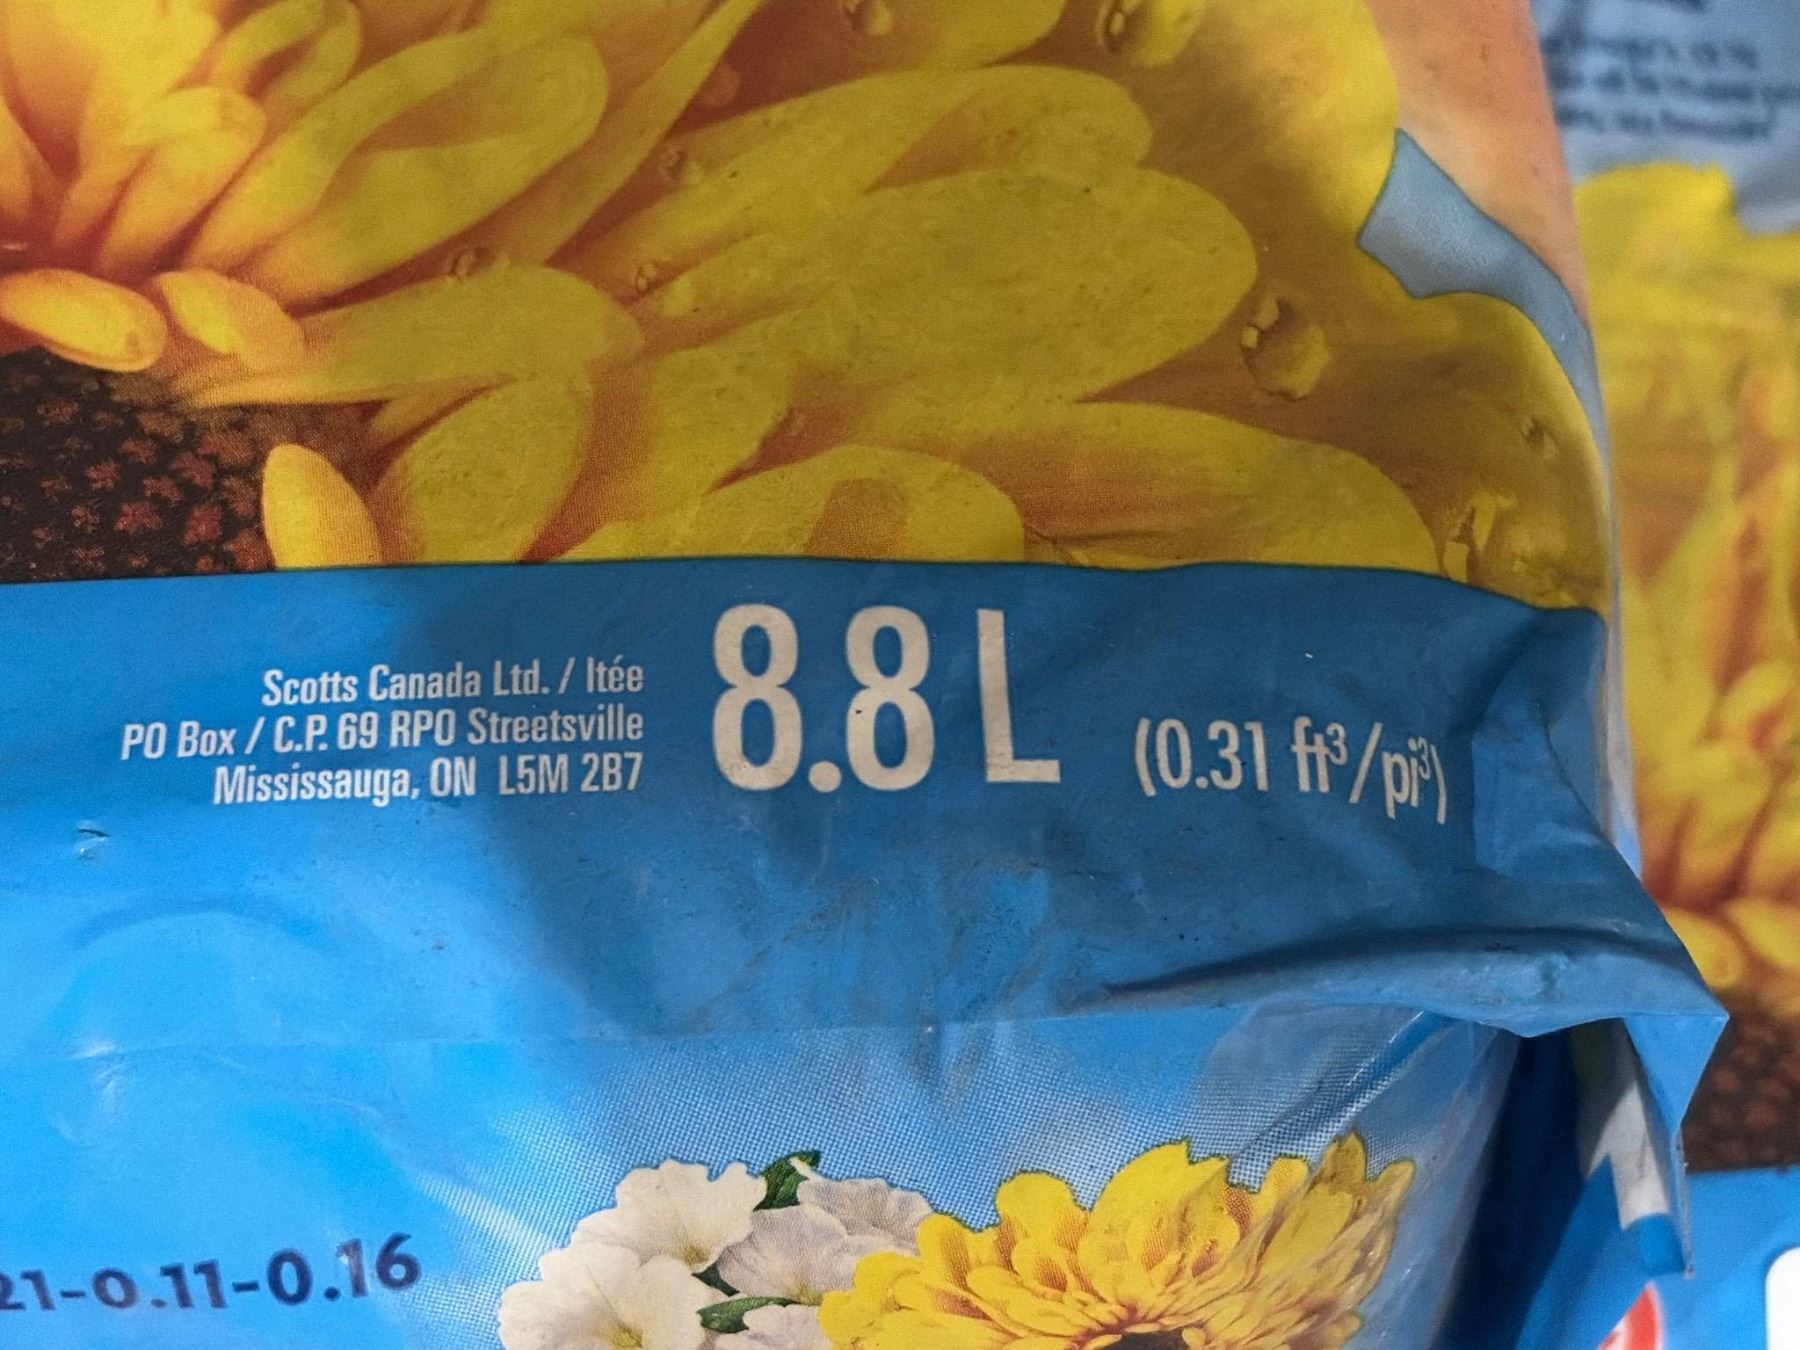 Scotts Canada Ltd. / ltée
PO Box / C.P. 69 RPO Streetsville
Mississauga, ON L5M 2B7
8.8 L (0.31 ft³/pi³)
21-0.11-0.16